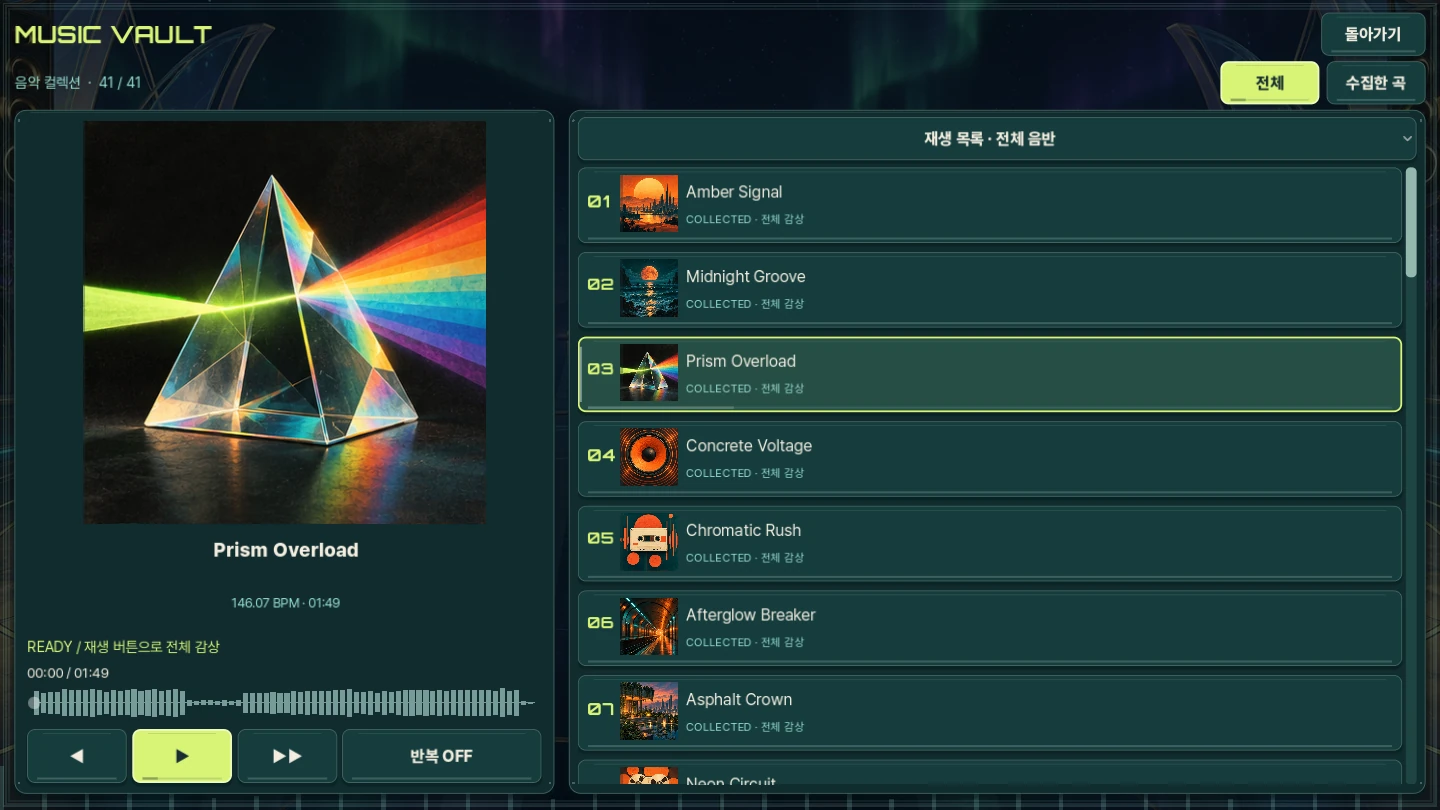 MUSIC VAULT
돌아가기
음악 컬렉션 · 41 / 41
전체
수집한 곡
Prism Overload
146.07 BPM · 01:49
READY / 재생 버튼으로 전체 감상
00:00 / 01:49
반복 OFF
재생 목록 · 전체 음반
01
Amber Signal
COLLECTED · 전체 감상
02
Midnight Groove
COLLECTED · 전체 감상
03
Prism Overload
COLLECTED · 전체 감상
04
Concrete Voltage
COLLECTED · 전체 감상
05
Chromatic Rush
COLLECTED · 전체 감상
06
Afterglow Breaker
COLLECTED · 전체 감상
07
Asphalt Crown
COLLECTED · 전체 감상
Neon Circuit